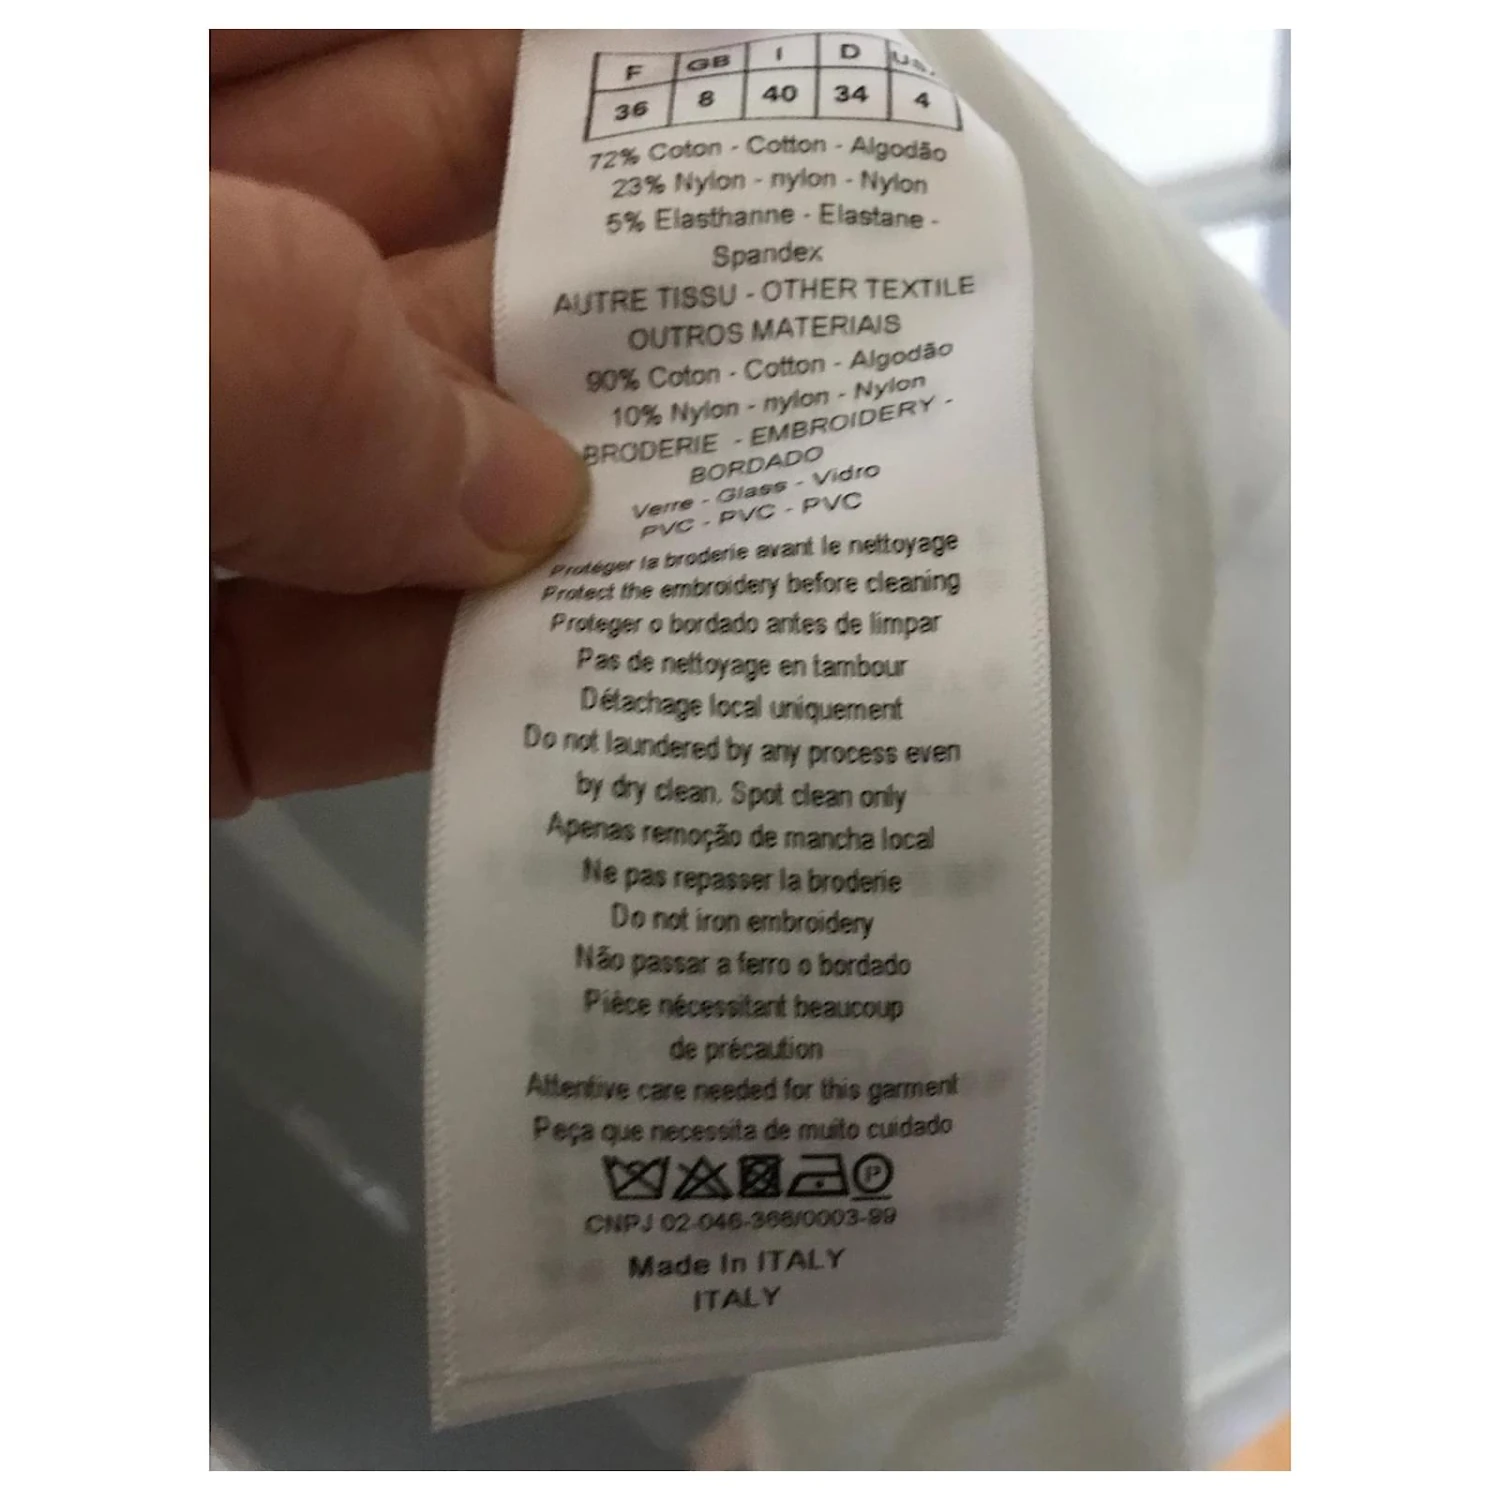 F GB I D US
36 8 40 34 4
72% Coton - Cotton - Algodão
23% Nylon - nylon - Nylon
5% Elasthanne - Elastane -
Spandex
AUTRE TISSU - OTHER TEXTILE
OUTROS MATERIAIS
90% Coton - Cotton - Algodão
10% Nylon - nylon - Nylon
BRODERIE - EMBROIDERY -
BORDADO
Verre - Glass - Vidro
PVC - PVC - PVC
Protéger la broderie avant le nettoyage
Protect the embroidery before cleaning
Proteger o bordado antes de limpar
Pas de nettoyage en tambour
Détachage local uniquement
Do not laundered by any process even
by dry clean. Spot clean only
Apenas remoção de mancha local
Ne pas repasser la broderie
Do not iron embroidery
Não passar a ferro o bordado
Pièce nécessitant beaucoup
de précaution
Attentive care needed for this garment
Peça que necessita de muito cuidado
P
CNPJ 02-046-366/0003-99
Made In ITALY
ITALY